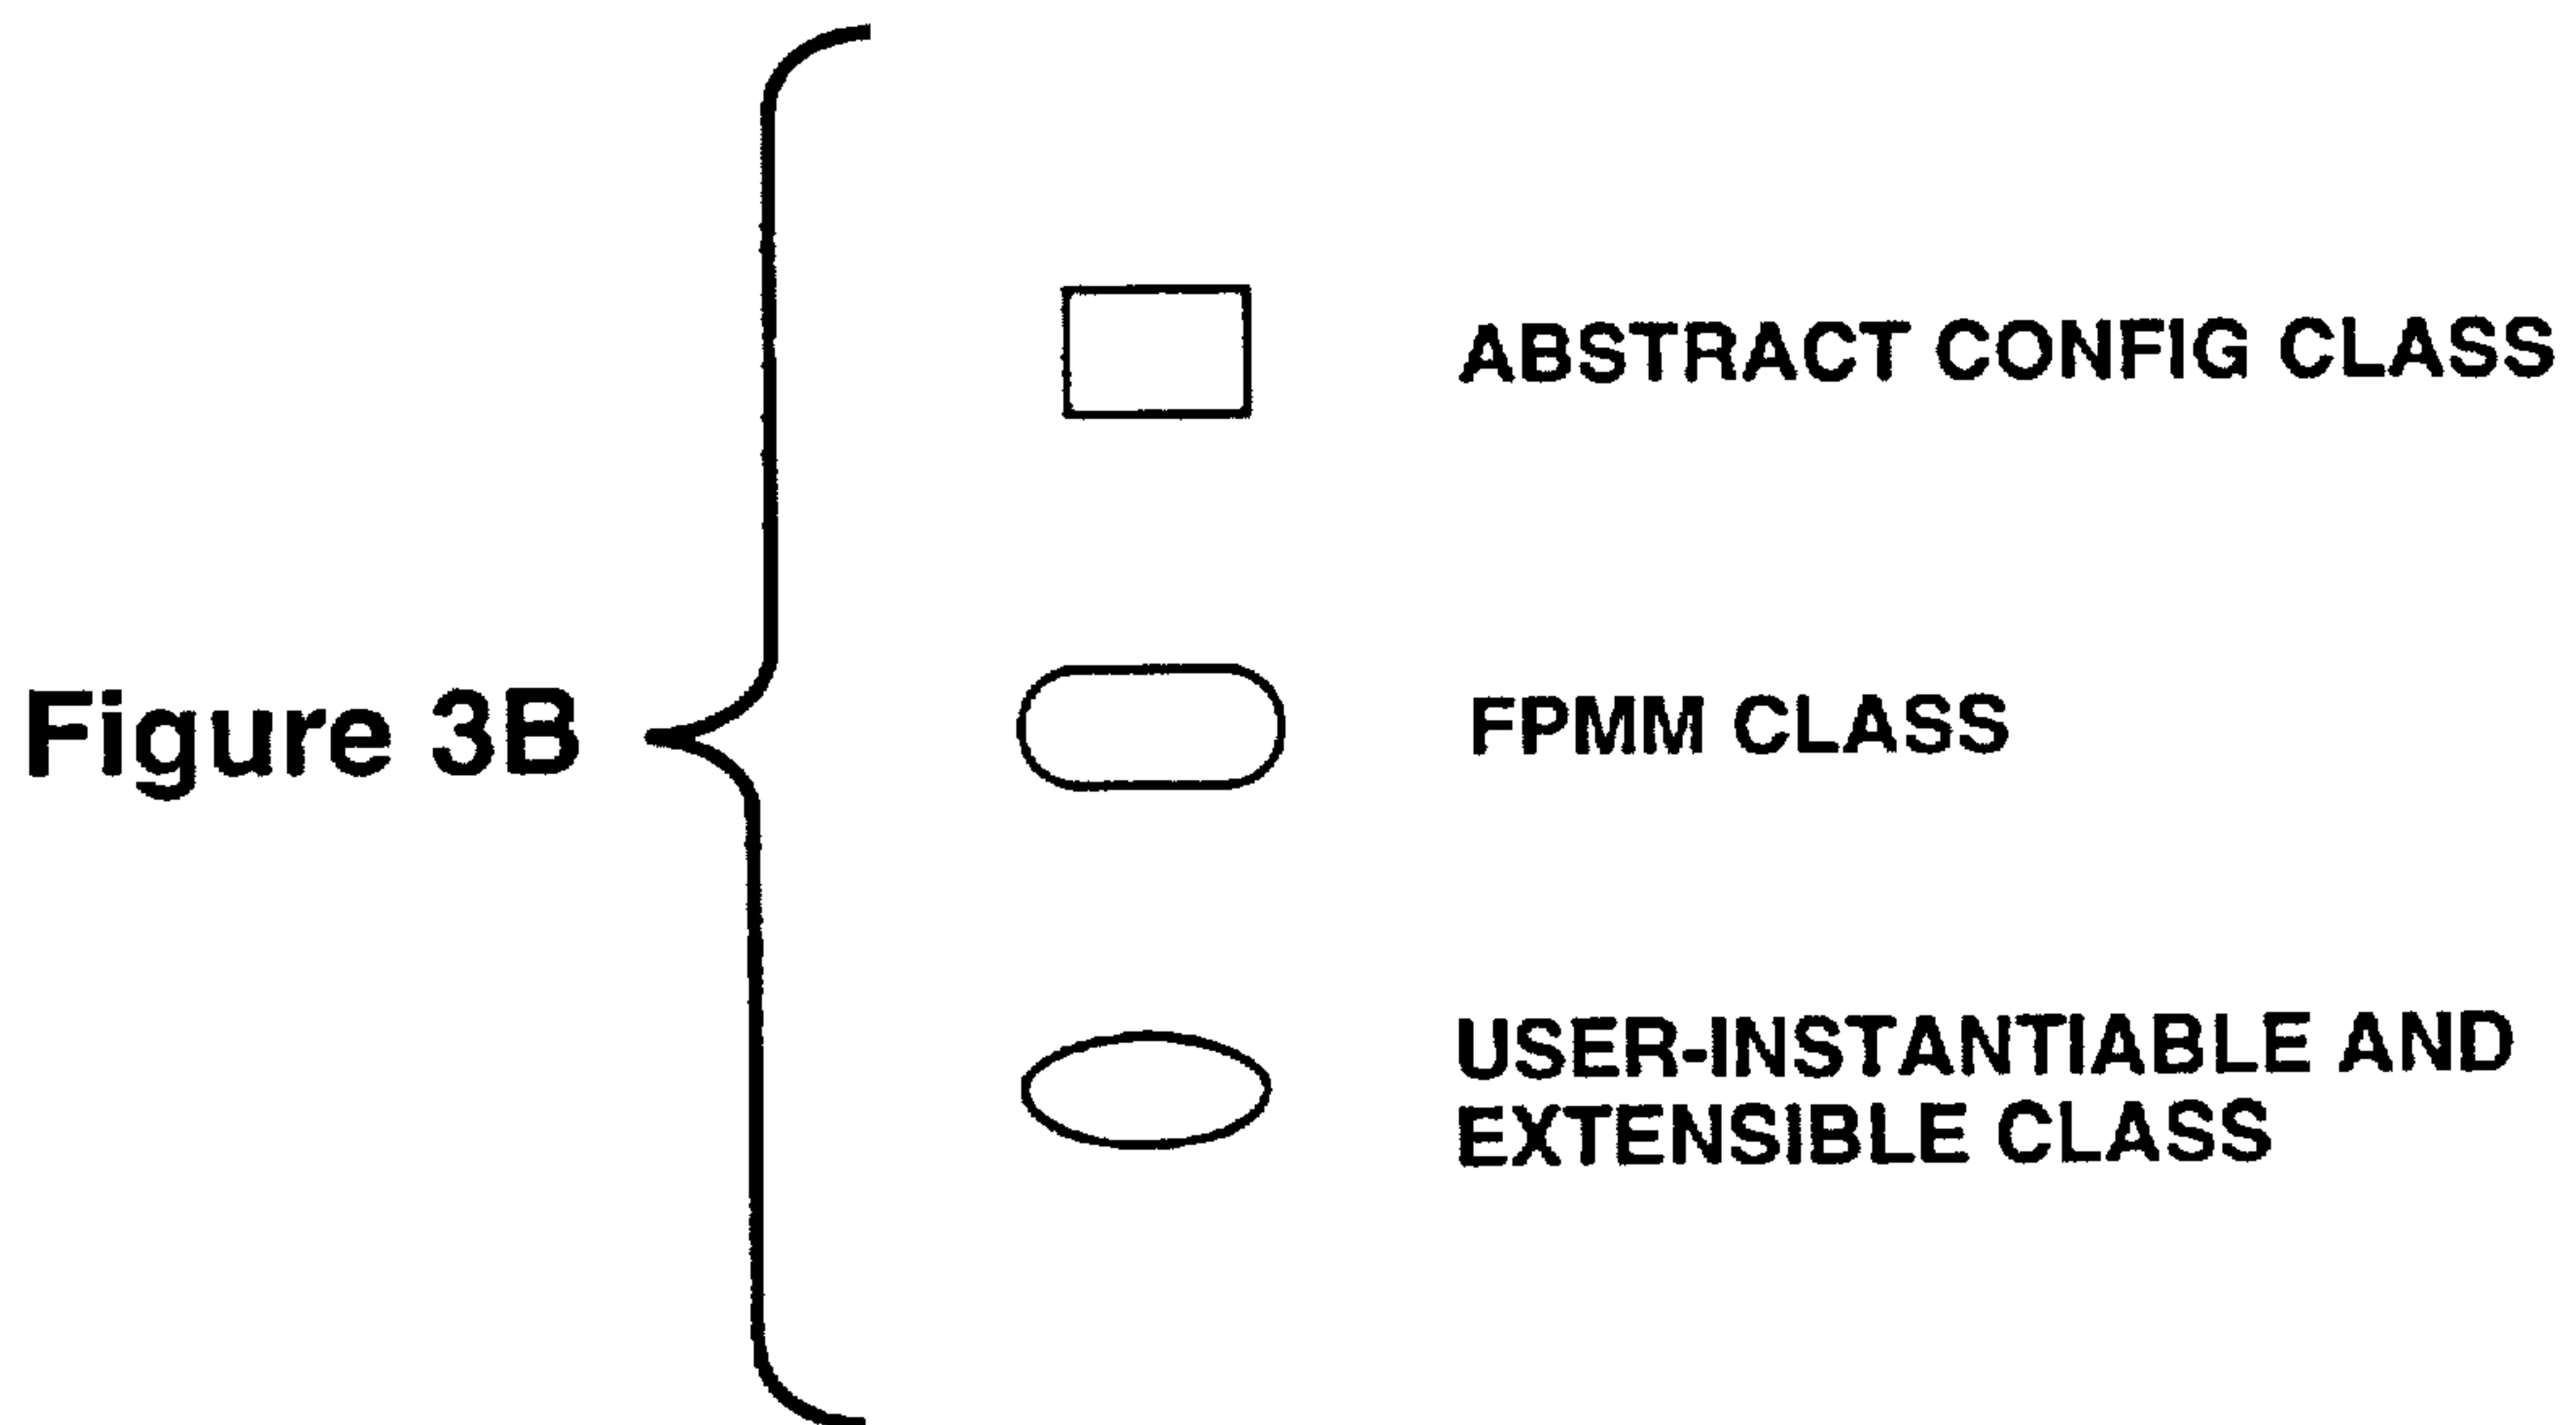 Figure 3B
ABSTRACT CONFIG CLASS
FPMM CLASS
USER-INSTANTIABLE AND
EXTENSIBLE CLASS